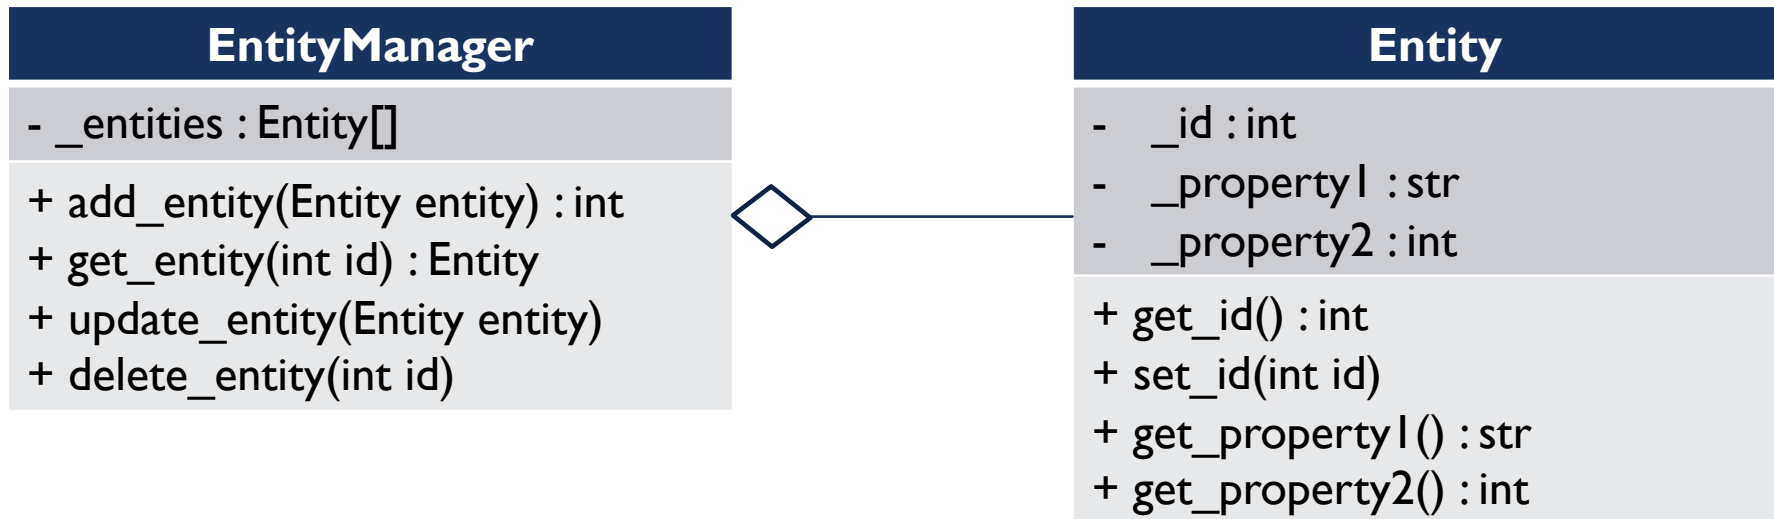 EntityManager
- _entities : Entity[]
+ add_entity(Entity entity) : int
+ get_entity(int id) : Entity
+ update_entity(Entity entity)
+ delete_entity(int id)
Entity
- _id : int
- _property1 : str
- _property2 : int
+ get_id() : int
+ set_id(int id)
+ get_property1() : str
+ get_property2() : int